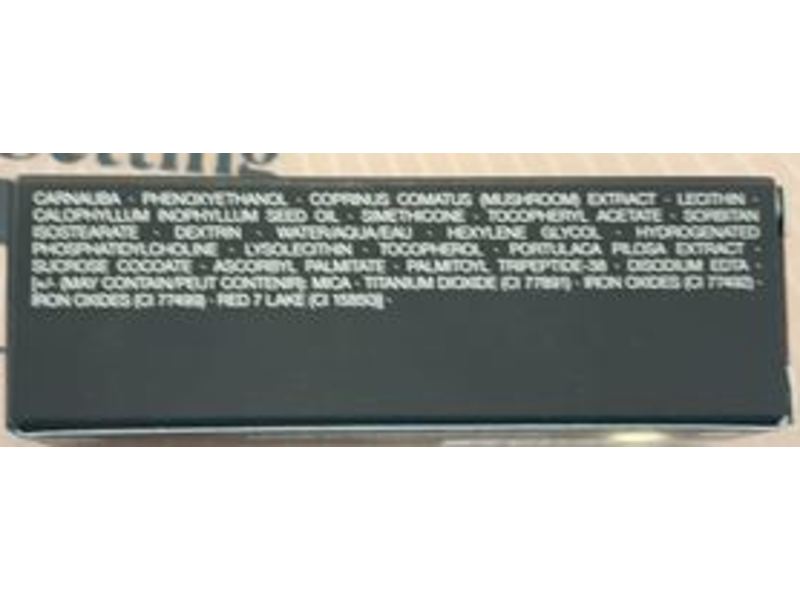 Setting
CARNAUBA - PHENOXYETHANOL - COPRINUS COMATUS (MUSHROOM) EXTRACT - LECITHIN -
CALOPHYLLUM INOPHYLLUM SEED OIL - SIMETHICONE - TOCOPHERYL ACETATE - SORBITAN
ISOSTEARATE - DEXTRIN - WATER/AQUA/EAU - HEXYLENE GLYCOL - HYDROGENATED
PHOSPHATIDYLCHOLINE - LYSOLECITHIN - TOCOPHEROL - PORTULACA PILOSA EXTRACT -
SUCROSE COCOATE - ASCORBYL PALMITATE - PALMITOYL TRIPEPTIDE-38 - DISODIUM EDTA -
[+/- (MAY CONTAIN/PEUT CONTENIR): MICA - TITANIUM DIOXIDE (CI 77891) - IRON OXIDES (CI 77492) -
IRON OXIDES (CI 77499) - RED 7 LAKE (CI 15850)] -